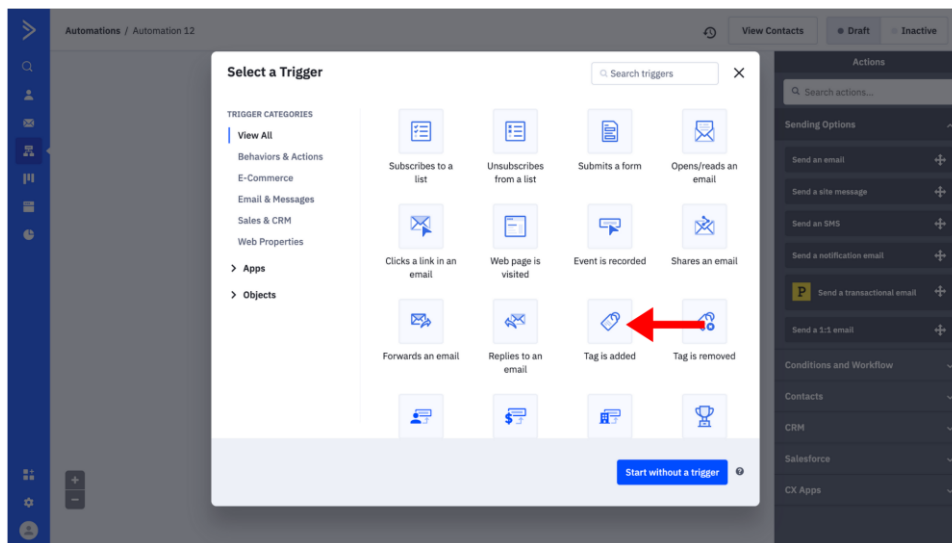 Automations / Automation 12
View Contacts
Draft
Inactive
Select a Trigger
Search triggers
TRIGGER CATEGORIES
View All
Behaviors & Actions
E-Commerce
Email & Messages
Sales & CRM
Web Properties
Apps
Objects
Subscribes to a
list
Unsubscribes
from a list
Submits a form
Opens/reads an
email
Clicks a link in an
email
Web page is
visited
Event is recorded
Shares an email
Forwards an email
Replies to an
email
Tag is added
Tag is removed
Start without a trigger
Actions
Search actions...
Sending Options
Send an email
Send a site message
Send an SMS
Send a notification email
P Send a transactional email
Send a 1:1 email
Conditions and Workflow
Contacts
CRM
Salesforce
CX Apps